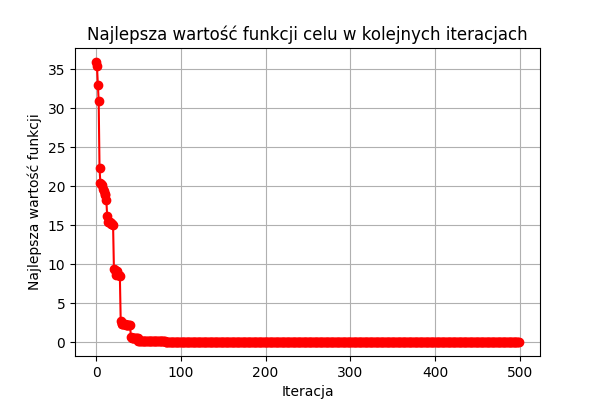 Najlepsza wartość funkcji celu w kolejnych iteracjach
Najlepsza wartość funkcji
35
30
25
20
15
10
5
0
0 100 200 300 400 500
Iteracja